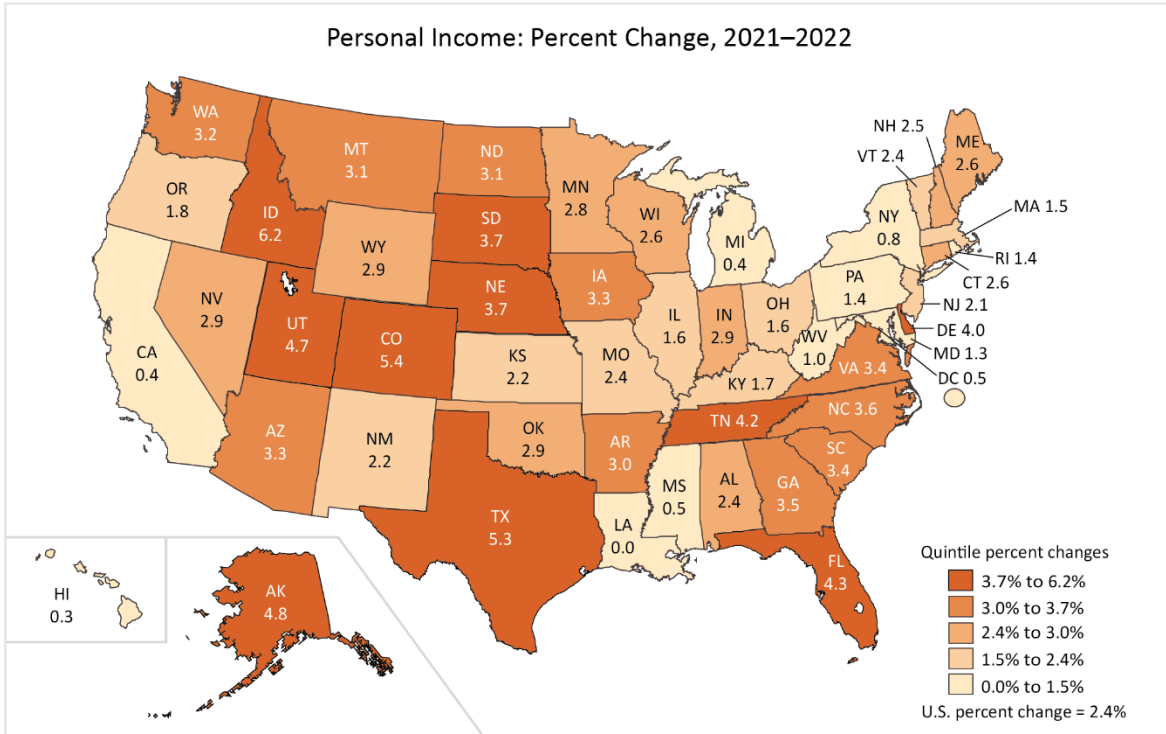 Personal Income: Percent Change, 2021–2022
WA
3.2
MT
3.1
ND
3.1
MN
2.8
OR
1.8
ID
6.2
SD
3.7
WI
2.6
MI
0.4
NY
0.8
VT 2.4
NH 2.5
ME
2.6
MA 1.5
RI 1.4
CT 2.6
NJ 2.1
DE 4.0
MD 1.3
DC 0.5
WY
2.9
NV
2.9
UT
4.7
CO
5.4
NE
3.7
IA
3.3
IL
1.6
IN
2.9
OH
1.6
PA
1.4
WV
1.0
VA 3.4
CA
0.4
KS
2.2
MO
2.4
KY 1.7
NC 3.6
TN 4.2
SC
3.4
AZ
3.3
NM
2.2
OK
2.9
AR
3.0
MS
0.5
AL
2.4
GA
3.5
TX
5.3
LA
0.0
FL
4.3
HI
0.3
AK
4.8
Quintile percent changes
3.7% to 6.2%
3.0% to 3.7%
2.4% to 3.0%
1.5% to 2.4%
0.0% to 1.5%
U.S. percent change = 2.4%